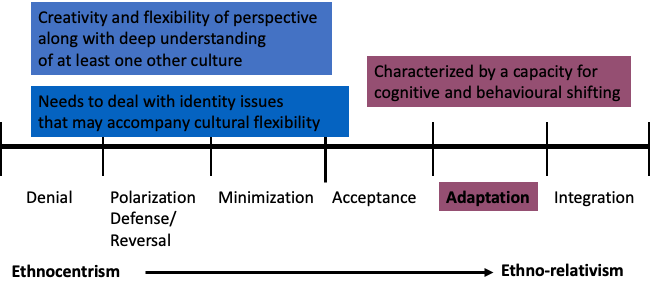 Creativity and flexibility of perspective
along with deep understanding
of at least one other culture
Characterized by a capacity for
cognitive and behavioural shifting
Needs to deal with identity issues
that may accompany cultural flexibility
Denial
Polarization
Defense/
Reversal
Minimization
Acceptance
Adaptation
Integration
Ethnocentrism
Ethno-relativism